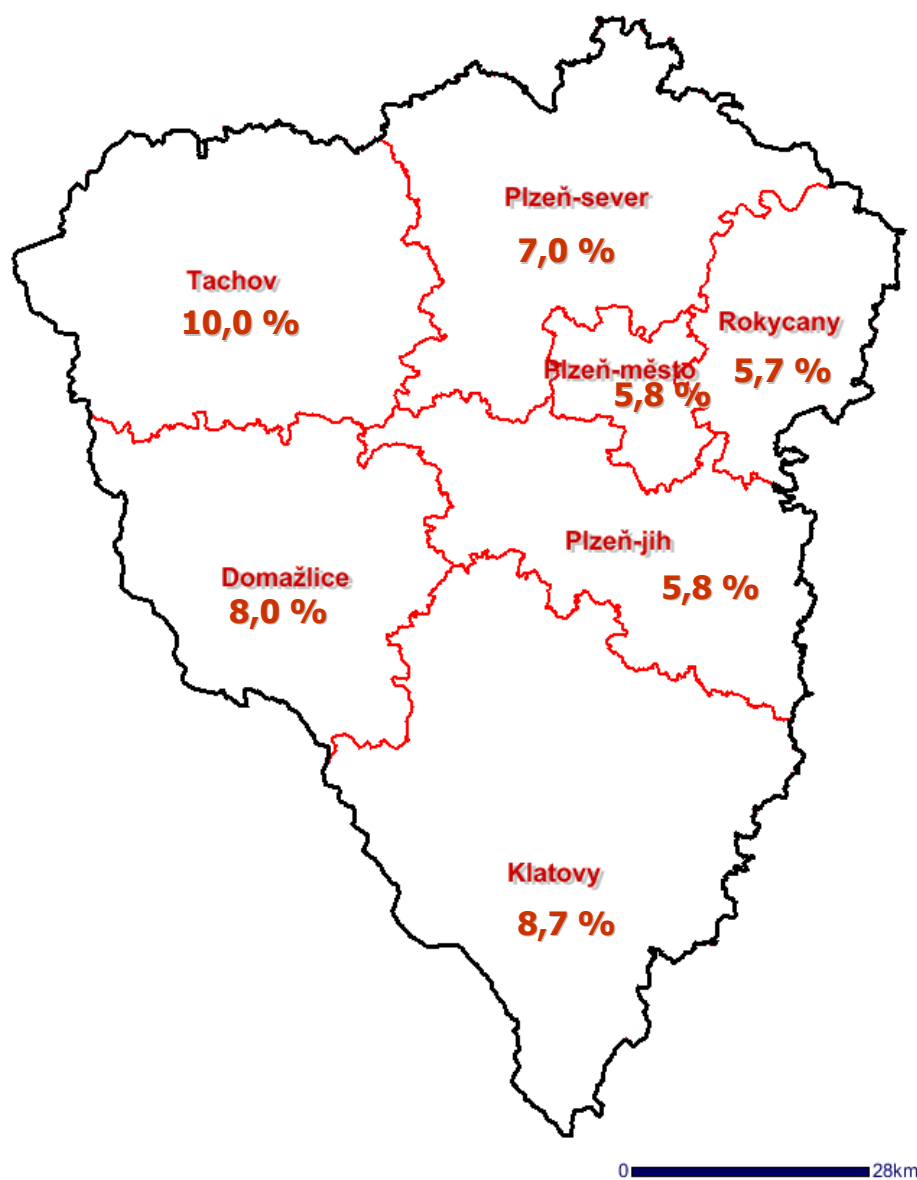 Plzeň-sever
7,0 %
Tachov
10,0 %
Rokycany
5,7 %
Plzeň-město
5,8 %
Plzeň-jih
5,8 %
Domažlice
8,0 %
Klatovy
8,7 %
0 28km